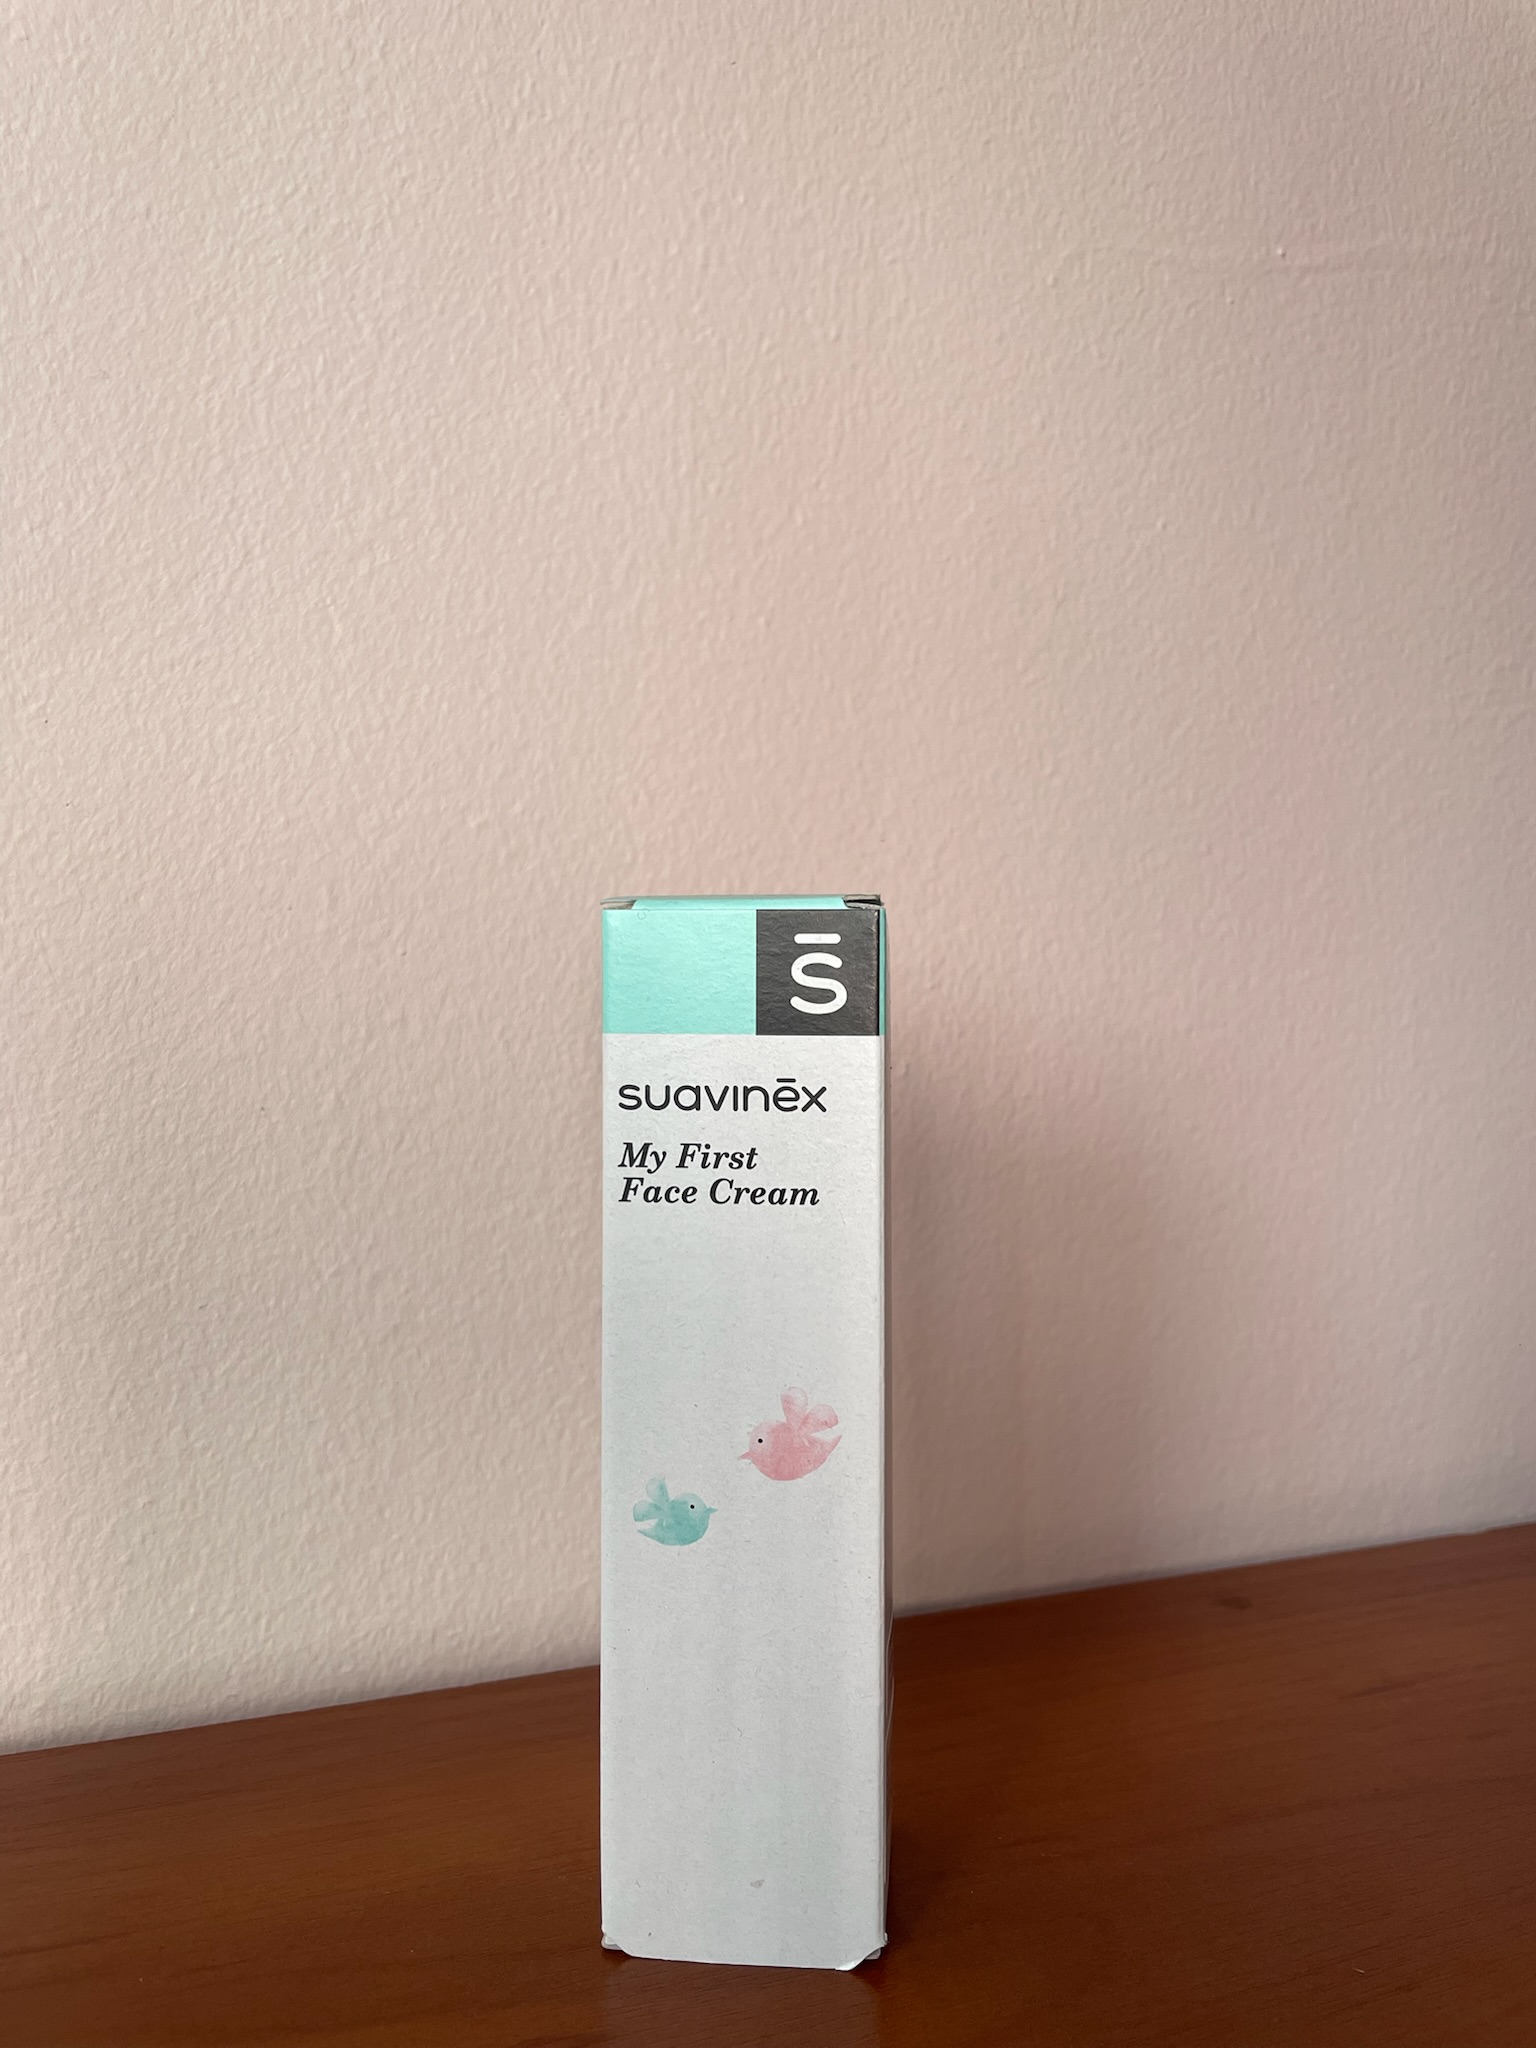 s̄
suavinēx
My First
Face Cream